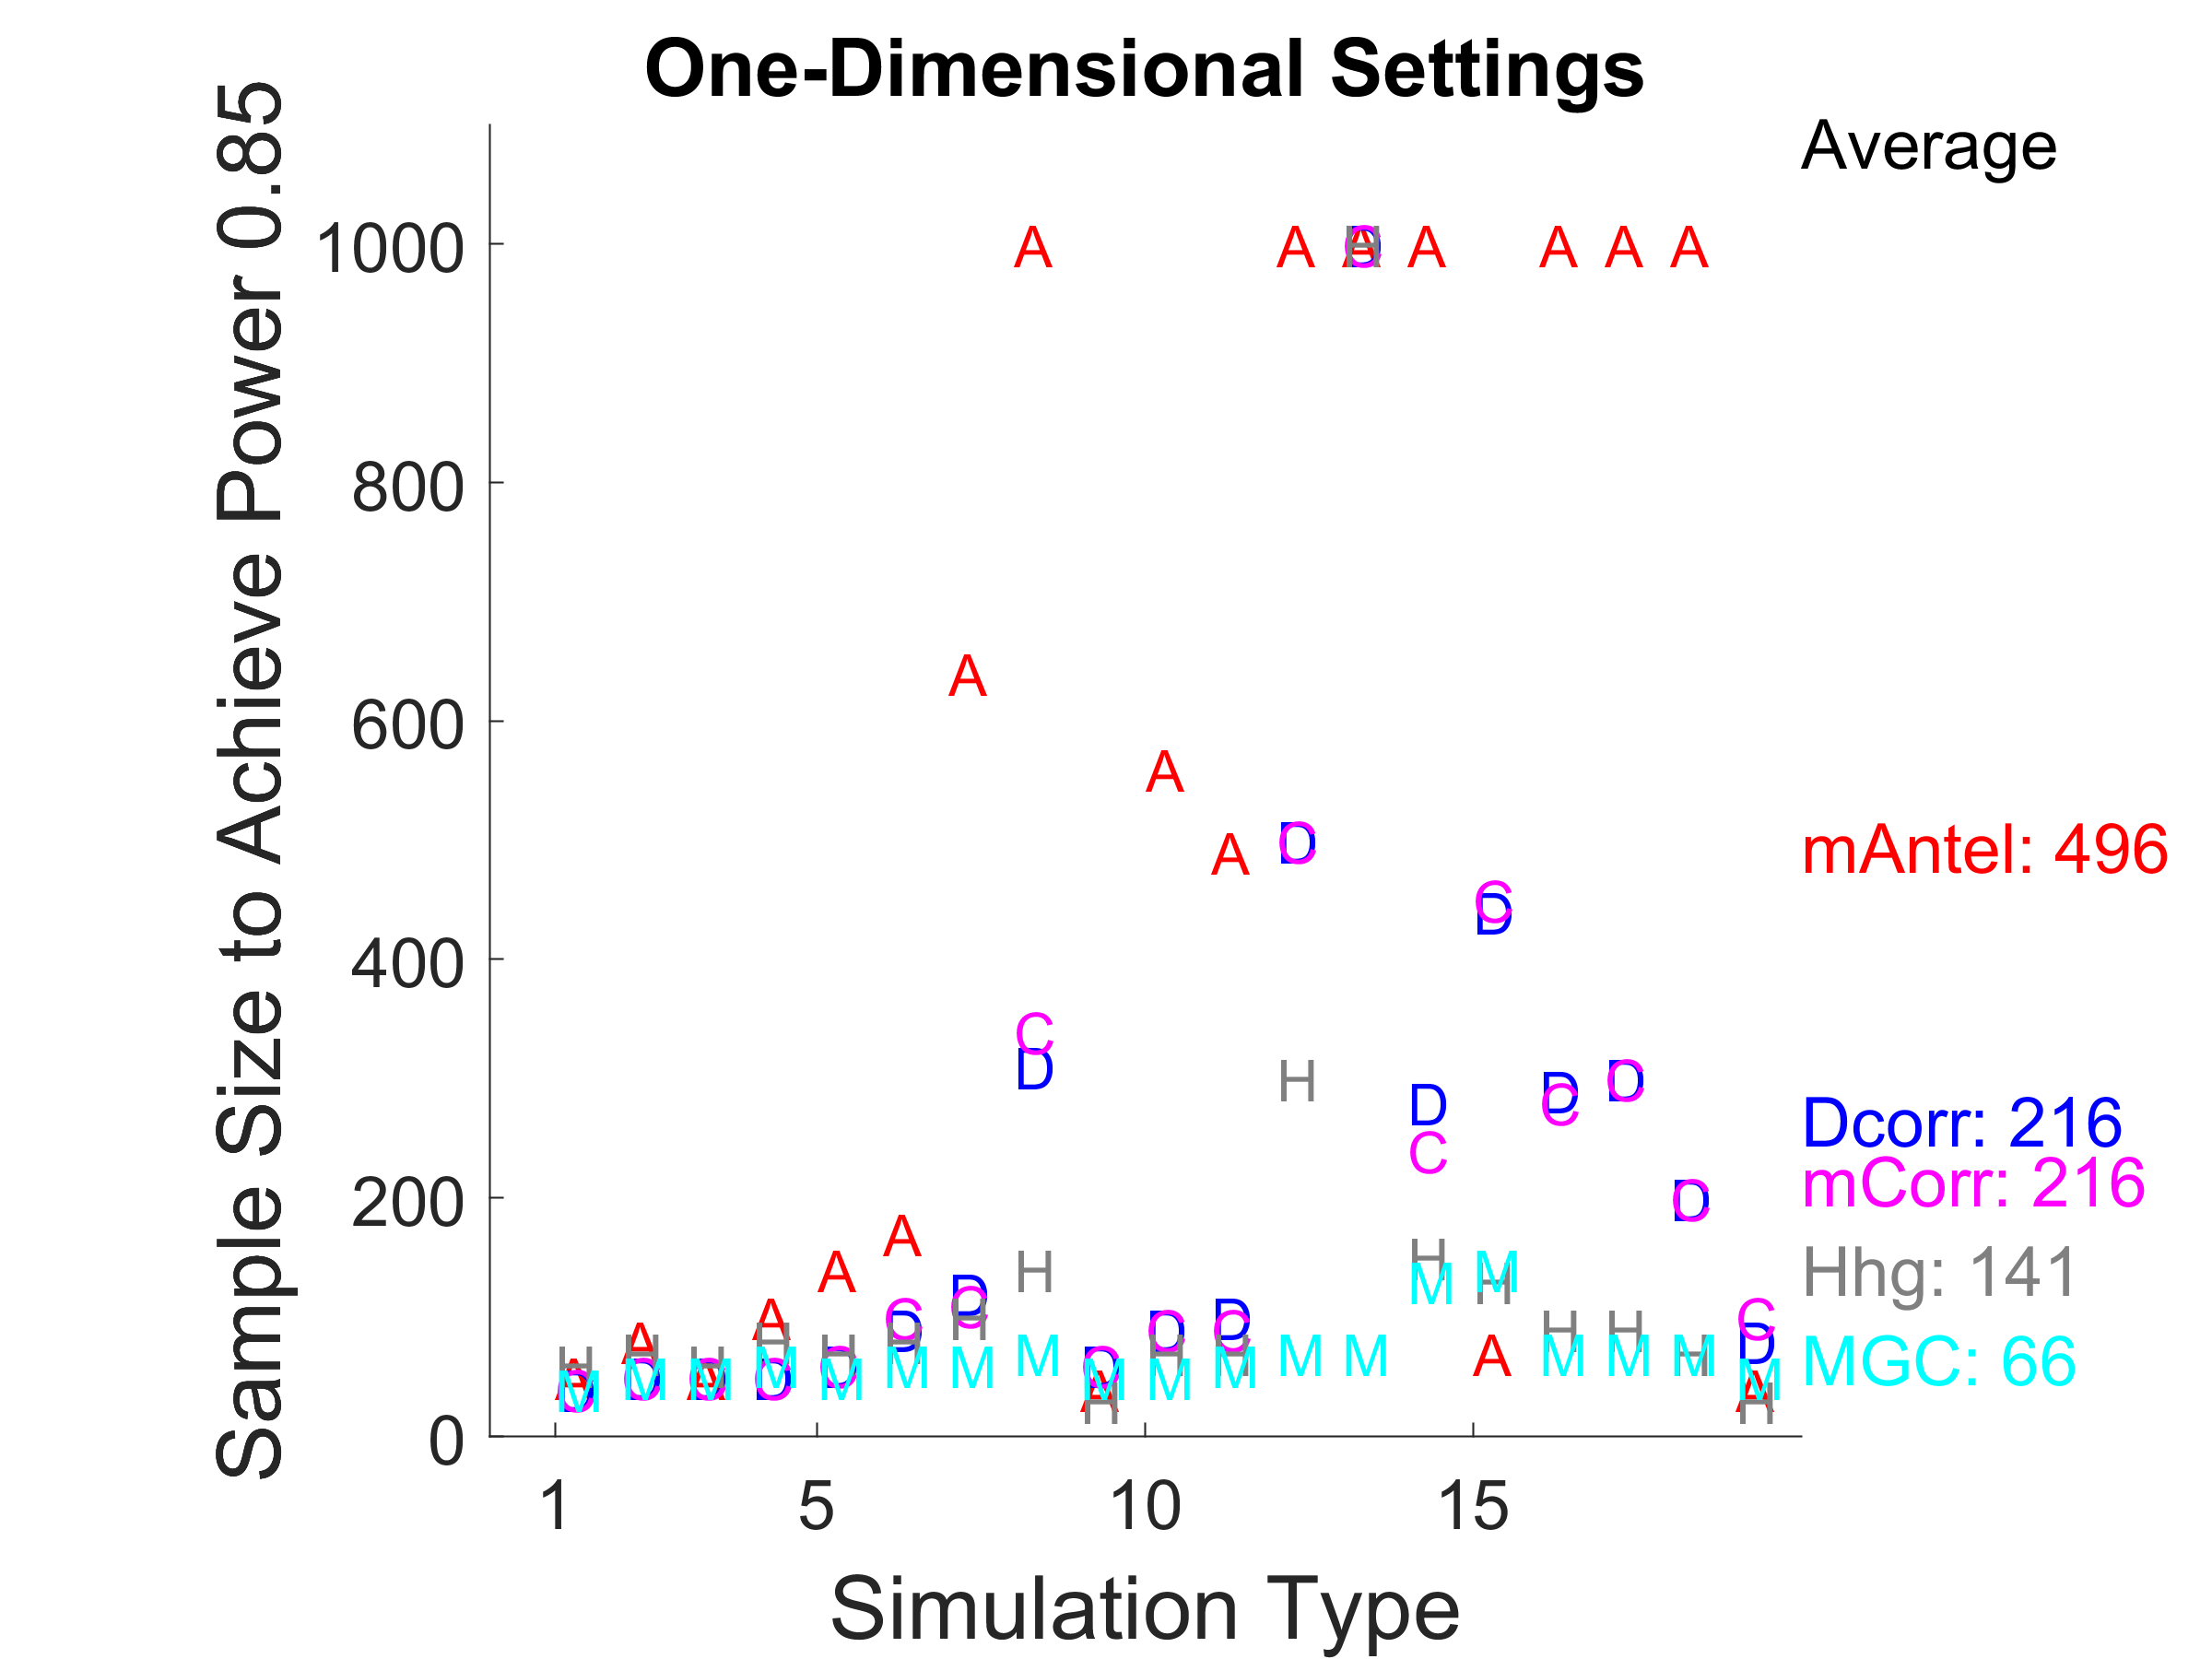 One-Dimensional Settings
Average
Sample Size to Achieve Power 0.85
1000
800
600
400
200
0
mAntel: 496
Dcorr: 216
mCorr: 216
Hhg: 141
MGC: 66
1 5 10 15
Simulation Type